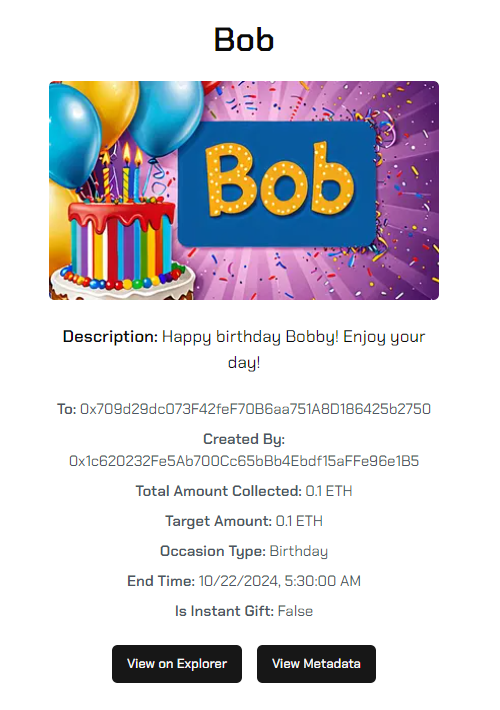 Bob
Bob
Description: Happy birthday Bobby! Enjoy your
day!
To: 0x709d29dc073F42feF70B6aa751A8D186425b2750
Created By:
0x1c620232Fe5Ab700Cc65bBb4Ebdf15aFFe96e1B5
Total Amount Collected: 0.1 ETH
Target Amount: 0.1 ETH
Occasion Type: Birthday
End Time: 10/22/2024, 5:30:00 AM
Is Instant Gift: False
View on Explorer
View Metadata